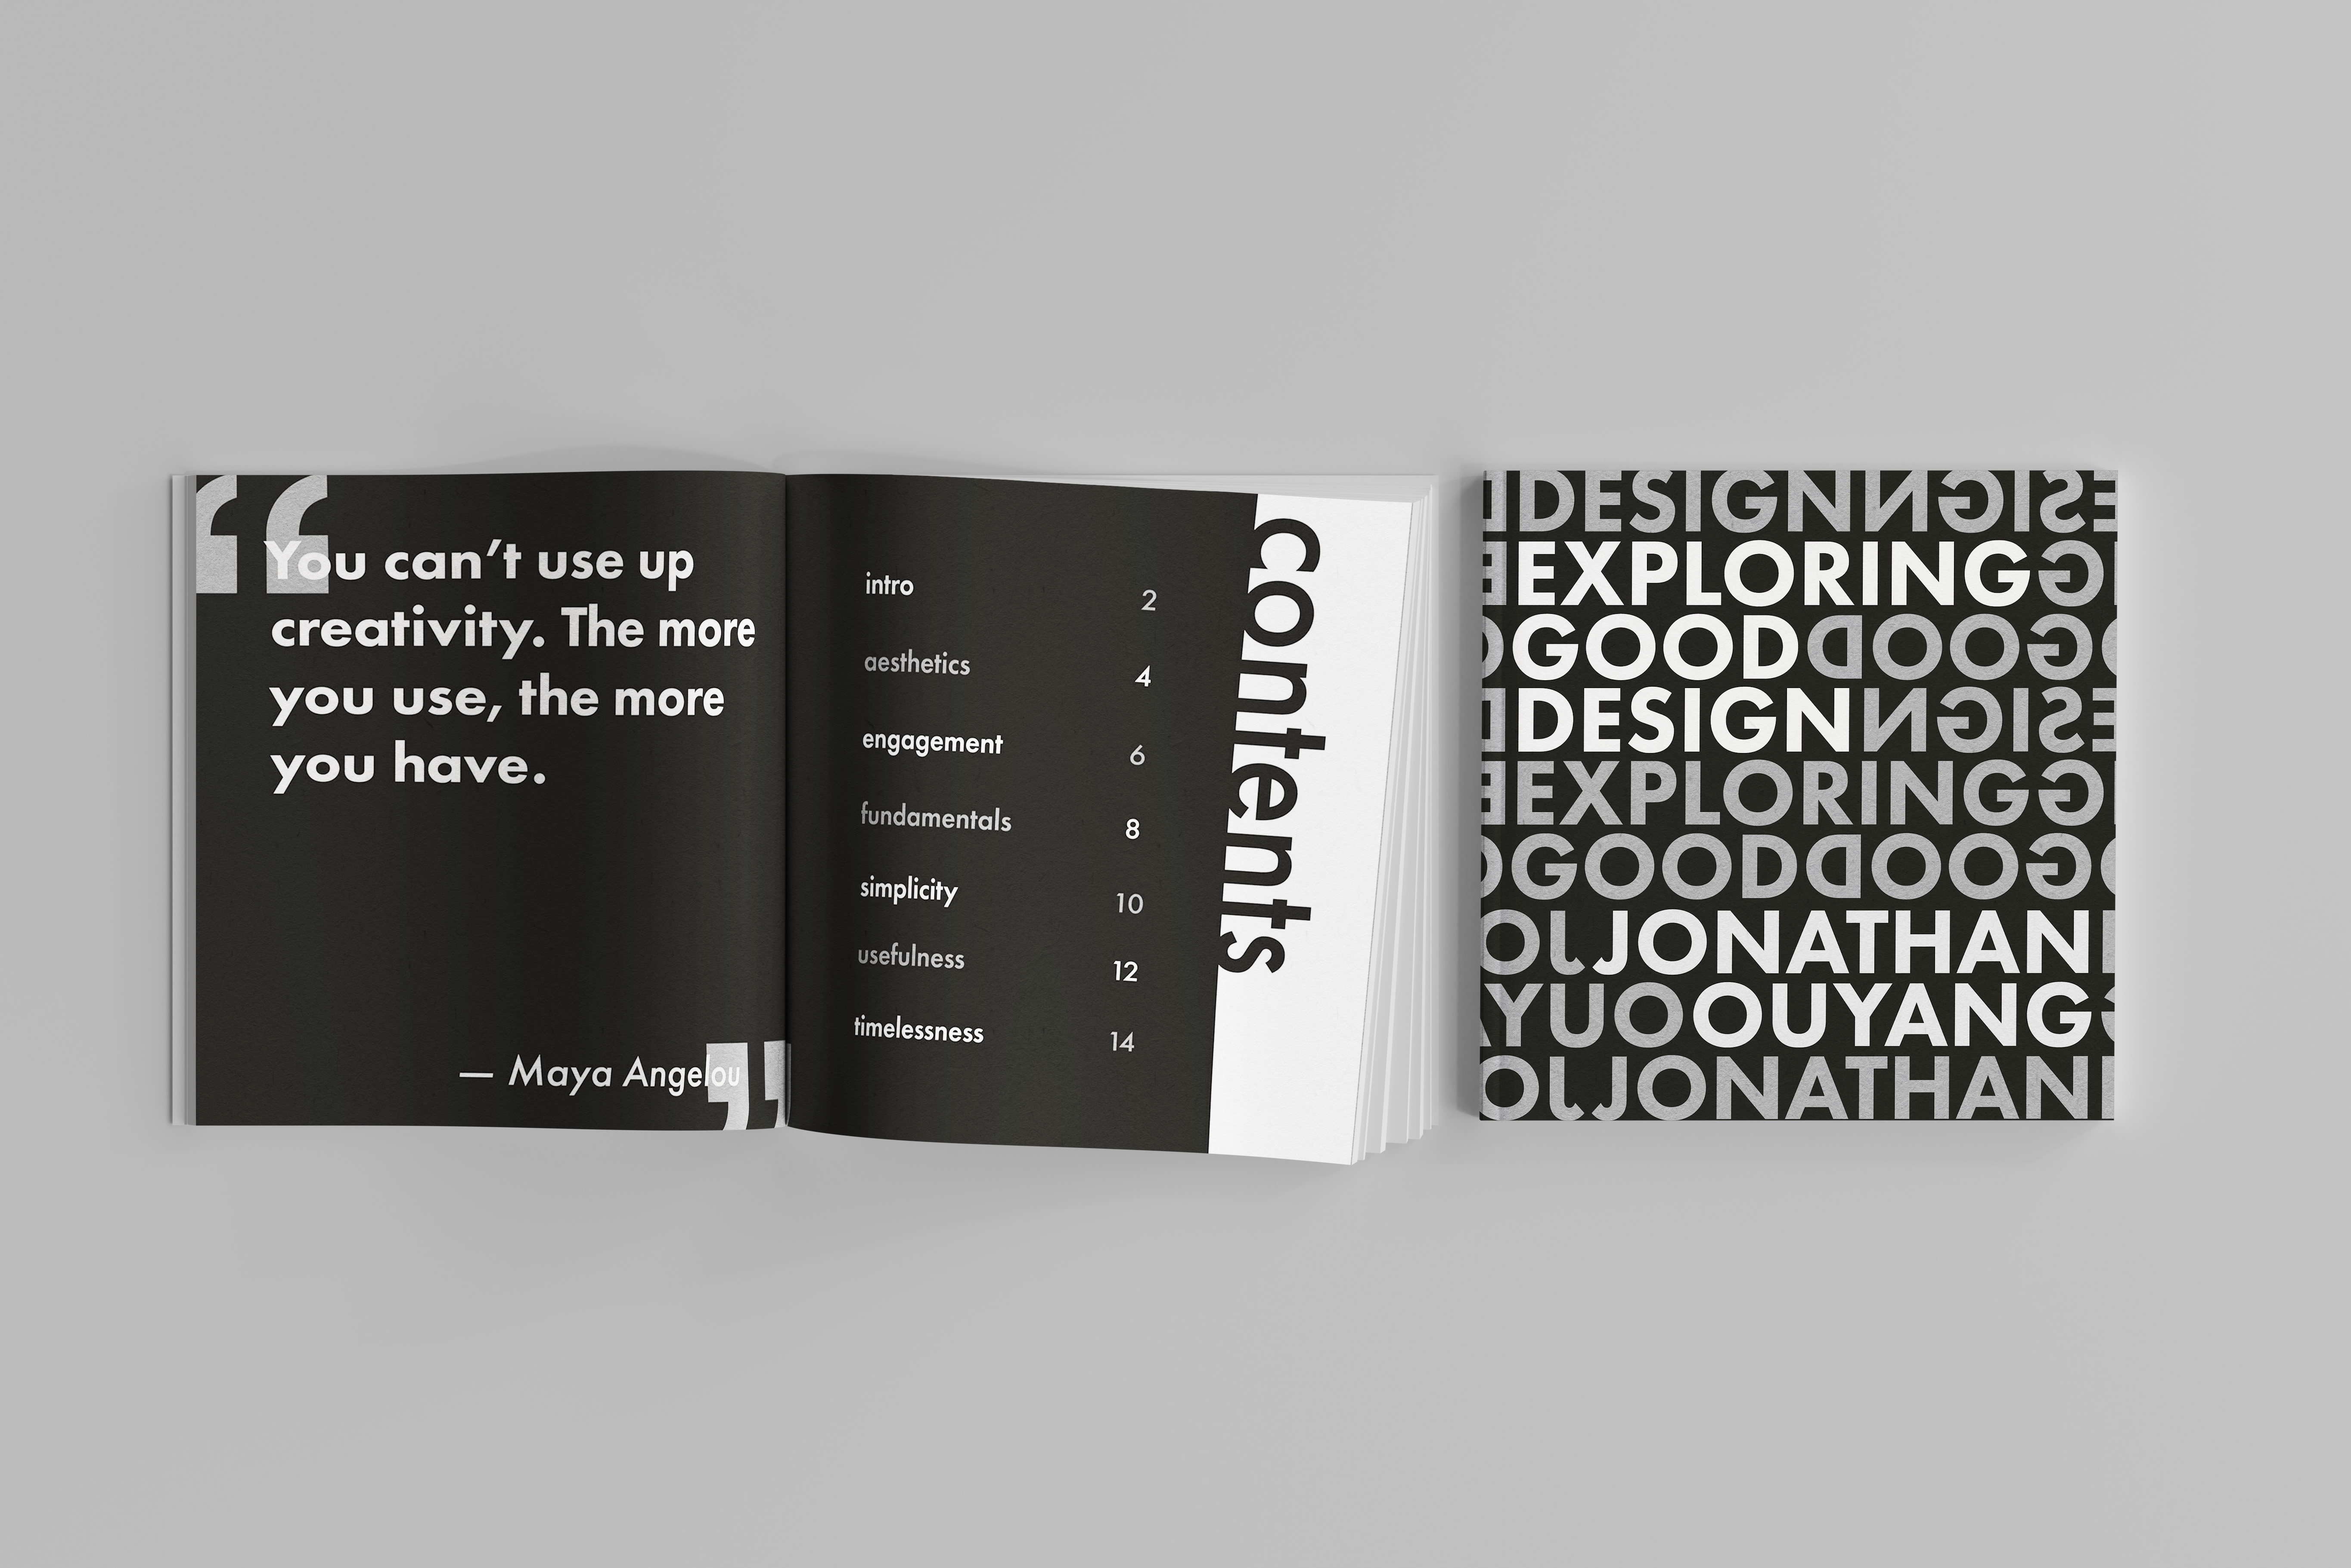 “
You can’t use up
creativity. The more
you use, the more
you have.
— Maya Angelou
”
contents
intro 2
aesthetics 4
engagement 6
fundamentals 8
simplicity 10
usefulness 12
timelessness 14
DESIGN
EXPLORING
GOOD
DESIGN
EXPLORING
GOOD
JONATHAN
OUYANG
JONATHAN